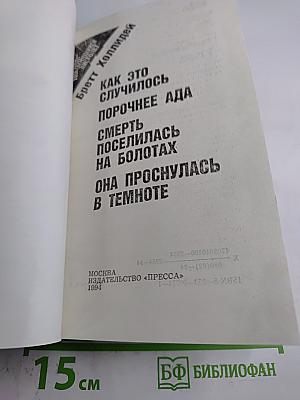 Бретт Холлидей
КАК ЭТО
СЛУЧИЛОСЬ
ПОРОЧНЕЕ АДА
СМЕРТЬ
ПОСЕЛИЛАСЬ
НА БОЛОТАХ
ОНА ПРОСНУЛАСЬ
В ТЕМНОТЕ
МОСКВА
ИЗДАТЕЛЬСТВО «ПРЕССА»
1994
15 см
БФ БИБЛИОФАН